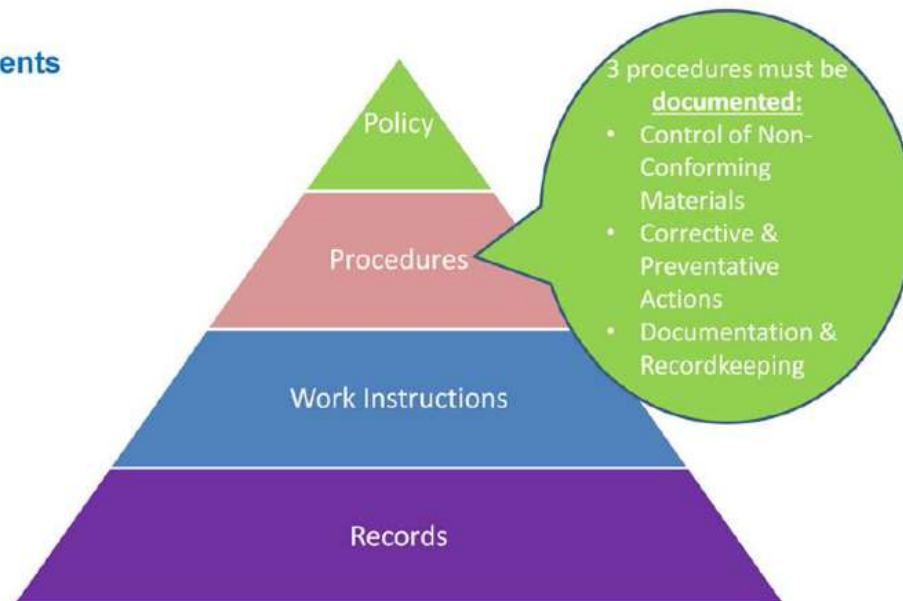 ents
Policy
Procedures
Work Instructions
Records
3 procedures must be
documented:
• Control of Non-
Conforming
Materials
• Corrective &
Preventative
Actions
• Documentation &
Recordkeeping